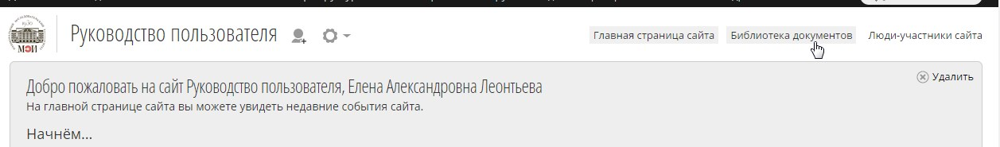 1930
МЭИ
Руководство пользователя
Главная страница сайта
Библиотека документов
Люди-участники сайта
Добро пожаловать на сайт Руководство пользователя, Елена Александровна Леонтьева
Удалить
На главной странице сайта вы можете увидеть недавние события сайта.
Начнём...